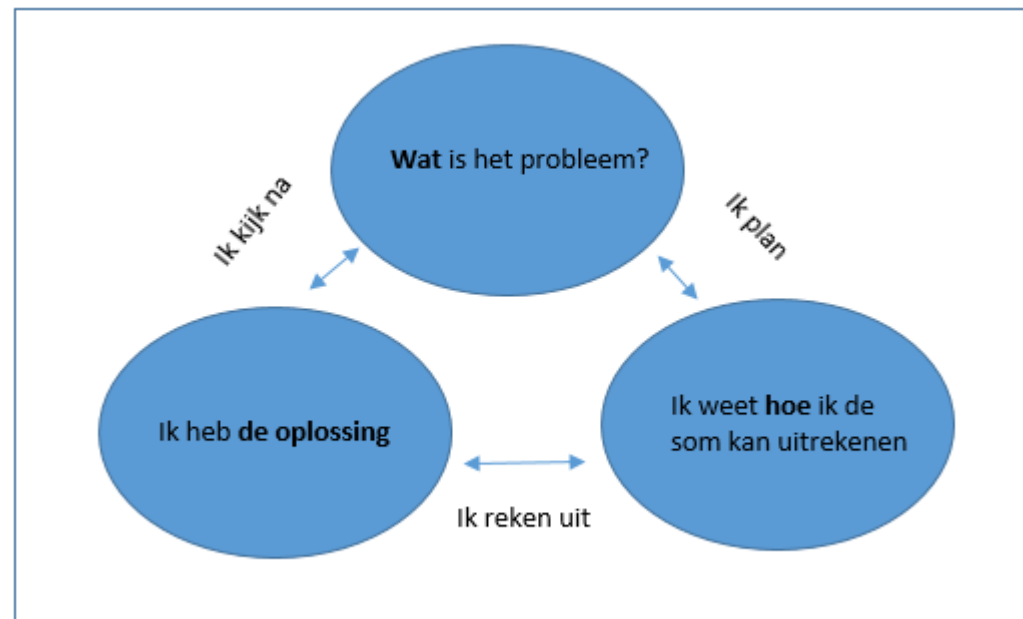 Wat is het probleem?
Ik kijk na
Ik plan
Ik heb de oplossing
Ik weet hoe ik de
som kan uitrekenen
Ik reken uit